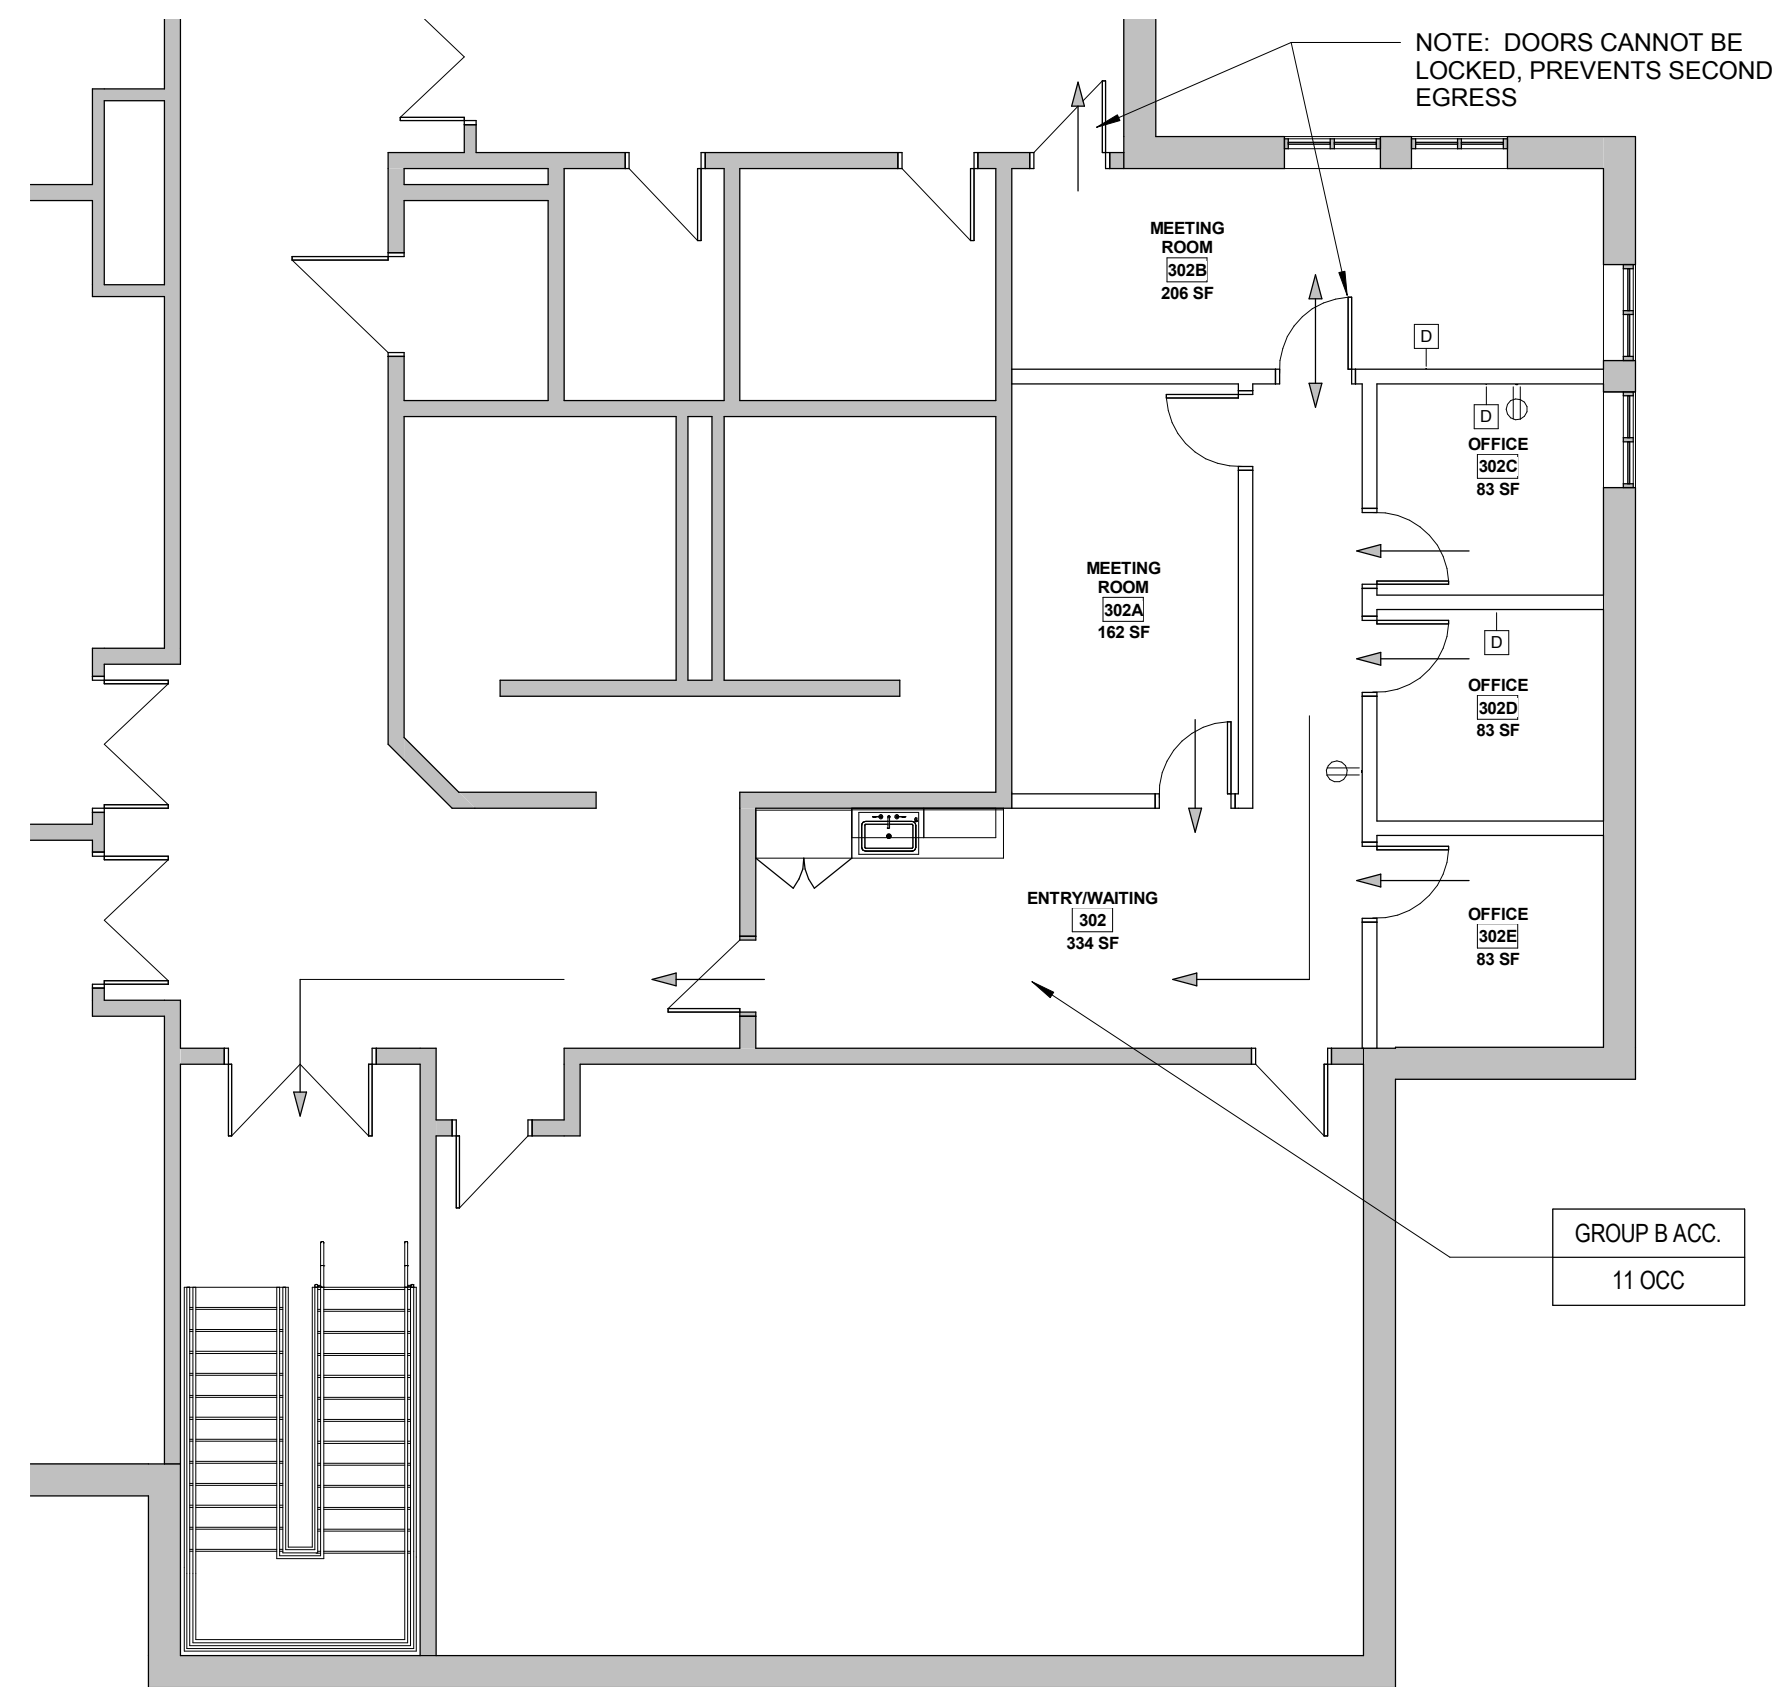 NOTE:  DOORS CANNOT BE
LOCKED, PREVENTS SECOND
EGRESS
MEETING
ROOM
302B
206 SF
D
D
OFFICE
302C
83 SF
MEETING
ROOM
302A
162 SF
D
OFFICE
302D
83 SF
ENTRY/WAITING
302
334 SF
OFFICE
302E
83 SF
GROUP B ACC.
11 OCC